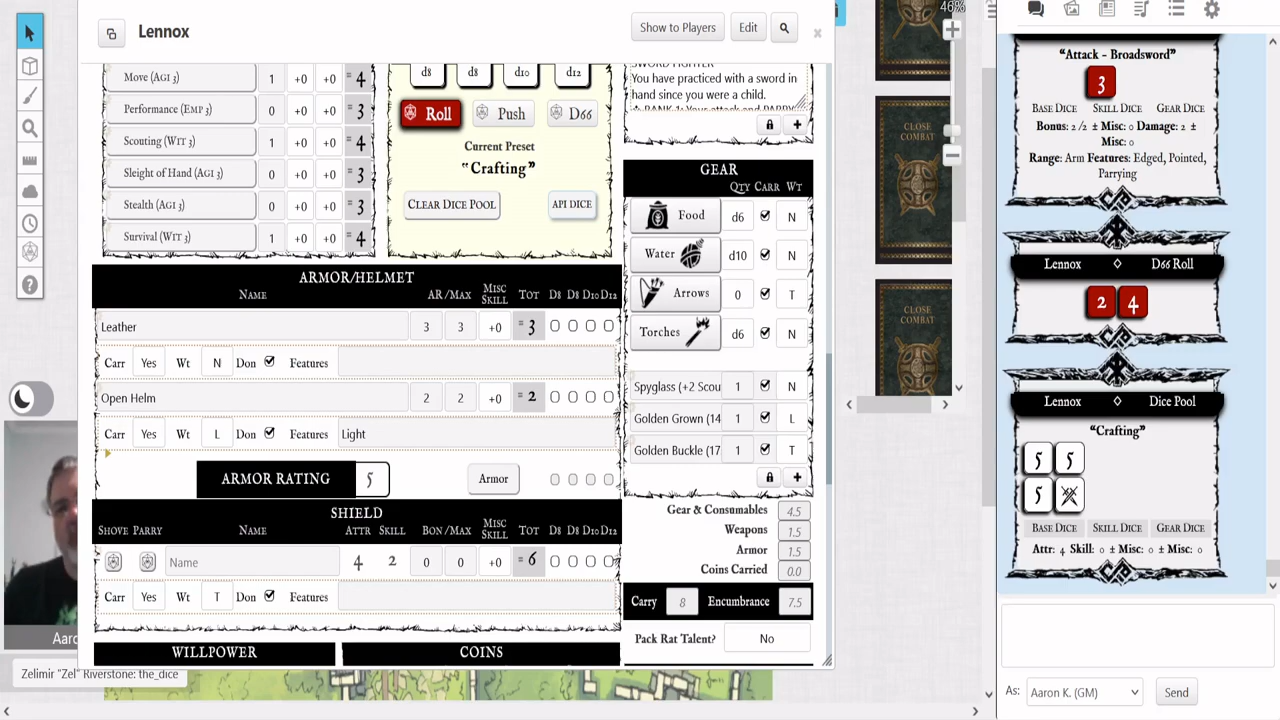 Lennox
Show to Players
Edit
46%
Move (Agi 3) 1 +0 +0 = 4
Performance (Emp 3) 0 +0 +0 = 3
Scouting (Wit 3) 1 +0 +0 = 4
Sleight of Hand (Agi 3) 0 +0 +0 = 3
Stealth (Agi 3) 0 +0 +0 = 3
Survival (Wit 3) 1 +0 +0 = 4
d8 d8 d10 d12
Roll Push D66
Current Preset
"Crafting"
Clear Dice Pool API Dice
SWORD FIGHTER
You have practiced with a sword in
hand since you were a child.
GEAR
Qty Carr Wt
Food d6 N
Water d10 N
Arrows 0 T
Torches d6 N
Spyglass (+2 Scou 1 N
Golden Grown (14 1 L
Golden Buckle (17 1 T
Gear & Consumables 4.5
Weapons 1.5
Armor 1.5
Coins Carried 0.0
Carry 8 Encumbrance 7.5
Pack Rat Talent? No
ARMOR/HELMET
Name AR /Max Misc Skill Tot D8 D8 D10 D12
Leather 3 3 +0 = 3
Carr Yes Wt N Don Features
Open Helm 2 2 +0 = 2
Carr Yes Wt L Don Features Light
ARMOR RATING 5 Armor
SHIELD
Shove Parry Name Attr Skill Bon /Max Misc Skill Tot D8 D8 D10 D12
Name 4 2 0 0 +0 = 6
Carr Yes Wt T Don Features
WILLPOWER COINS
Aaro
Zelimir "Zel" Riverstone: the_dice
CLOSE
COMBAT
CLOSE
COMBAT
"Attack - Broadsword"
3
Base Dice Skill Dice Gear Dice
Bonus: 2/2 ± Misc: 0 Damage: 2 ±
Misc: 0
Range: Arm Features: Edged, Pointed,
Parrying
Lennox ◇ D66 Roll
2 4
Lennox ◇ Dice Pool
"Crafting"
5 5
5
Base Dice Skill Dice Gear Dice
Attr: 4 Skill: 0 ± Misc: 0 ± Misc: 0
As: Aaron K. (GM) Send